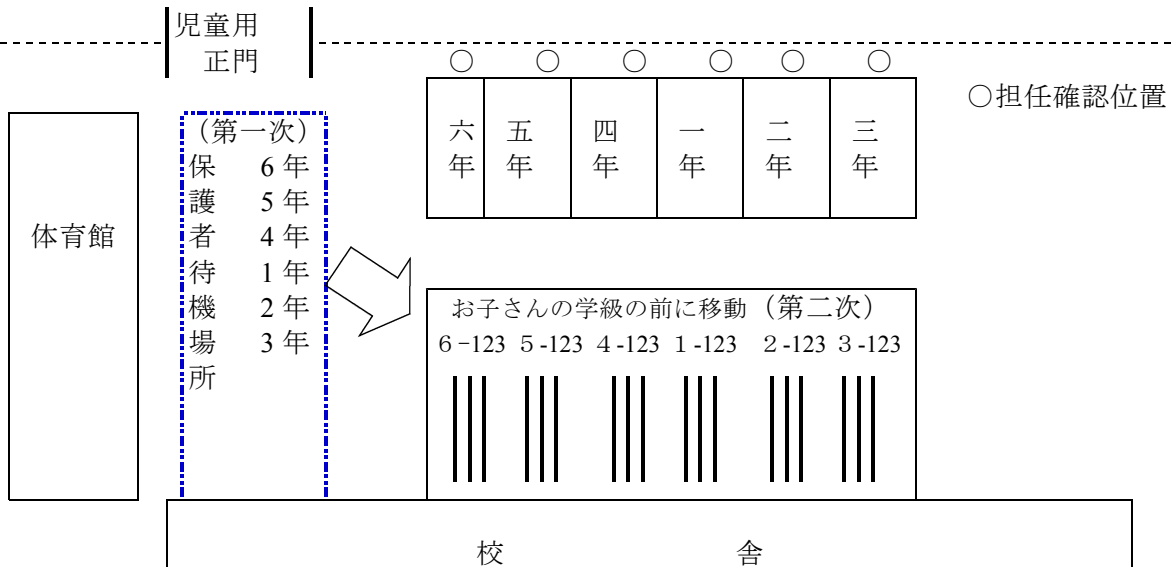 児童用
正門
○ ○ ○ ○ ○ ○
○担任確認位置
六年 五年 四年 一年 二年 三年
体育館
（第一次）
保護者待機場所
6年
5年
4年
1年
2年
3年
お子さんの学級の前に移動（第二次）
６-123 ５-123 ４-123 １-123 ２-123 ３-123
校舎